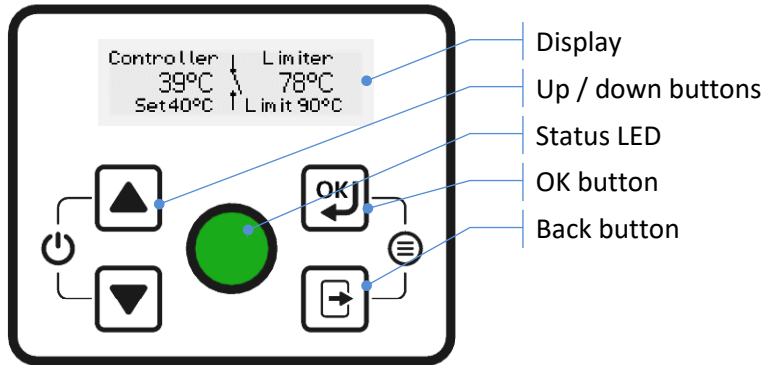 Controller Limiter
39°C 78°C
Set40°C Limit 90°C
OK
Display
Up / down buttons
Status LED
OK button
Back button